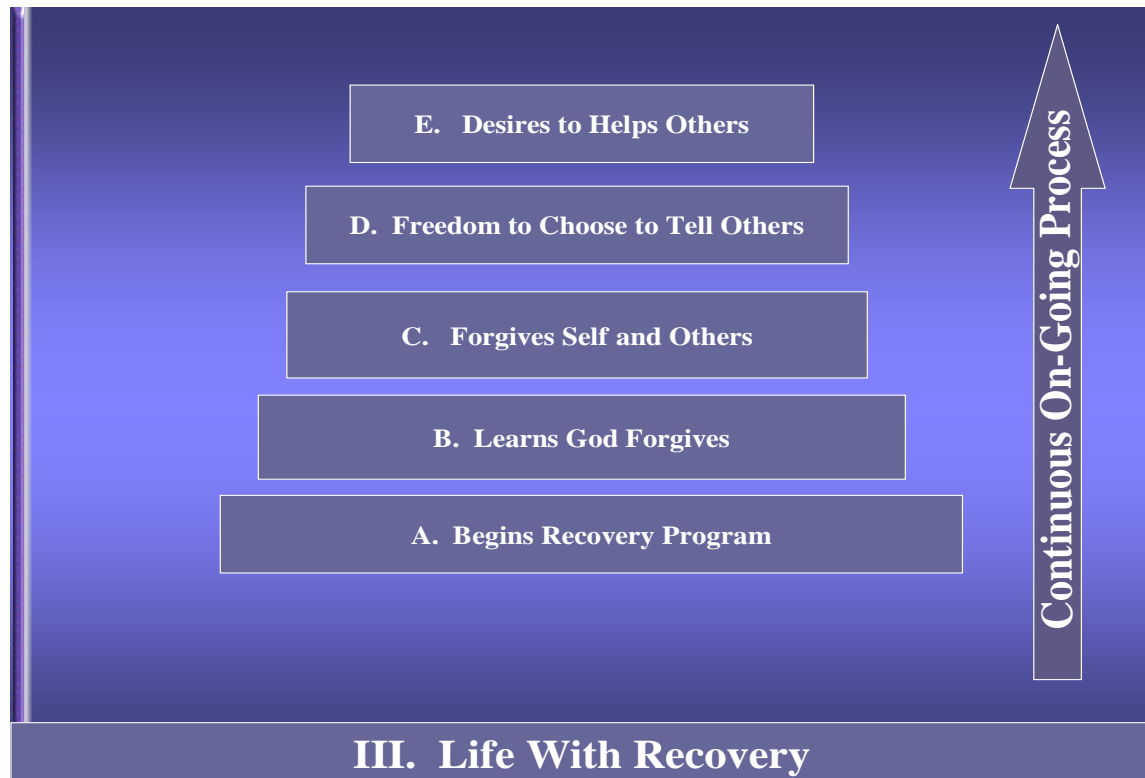 E. Desires to Helps Others
D. Freedom to Choose to Tell Others
C. Forgives Self and Others
B. Learns God Forgives
A. Begins Recovery Program
Continuous On-Going Process
III. Life With Recovery